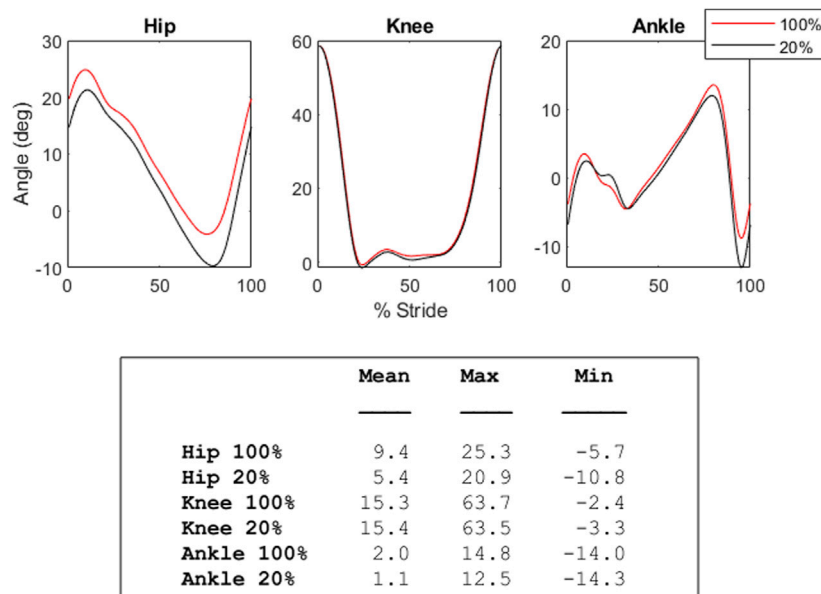 Hip Knee Ankle
100%
20%
Angle (deg)
30
20
10
0
-10
0 50 100
60
40
20
0
0 50 100
20
10
0
-10
0 50 100
% Stride
Mean Max Min
Hip 100% 9.4 25.3 -5.7
Hip 20% 5.4 20.9 -10.8
Knee 100% 15.3 63.7 -2.4
Knee 20% 15.4 63.5 -3.3
Ankle 100% 2.0 14.8 -14.0
Ankle 20% 1.1 12.5 -14.3